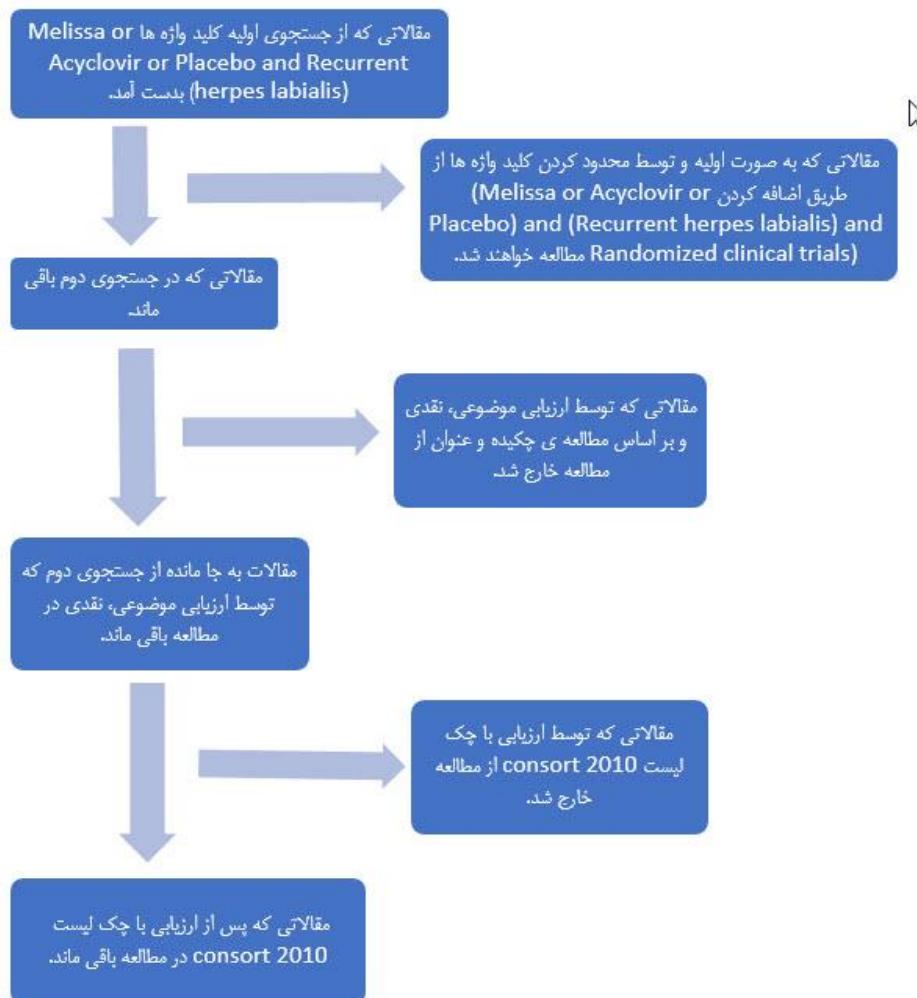 مقالاتی که از جستجوی اولیه کلید واژه ها Melissa or
Acyclovir or Placebo and Recurrent
herpes labialis) بدست آمد.
مقالاتی که به صورت اولیه و توسط محدود کردن کلید واژه ها از
طریق اضافه کردن Melissa or Acyclovir or)
Placebo) and (Recurrent herpes labialis) and
Randomized clinical trials) مطالعه خواهند شد.
مقالاتی که در جستجوی دوم باقی
ماند.
مقالاتی که توسط ارزیابی موضوعی، نقدی
و بر اساس مطالعه ی چکیده و عنوان از
مطالعه خارج شد.
مقالات به جا مانده از جستجوی دوم که
توسط ارزیابی موضوعی، نقدی در
مطالعه باقی ماند.
مقالاتی که توسط ارزیابی با چک
لیست consort 2010 از مطالعه
خارج شد.
مقالاتی که پس از ارزیابی با چک لیست
consort 2010 در مطالعه باقی ماند.